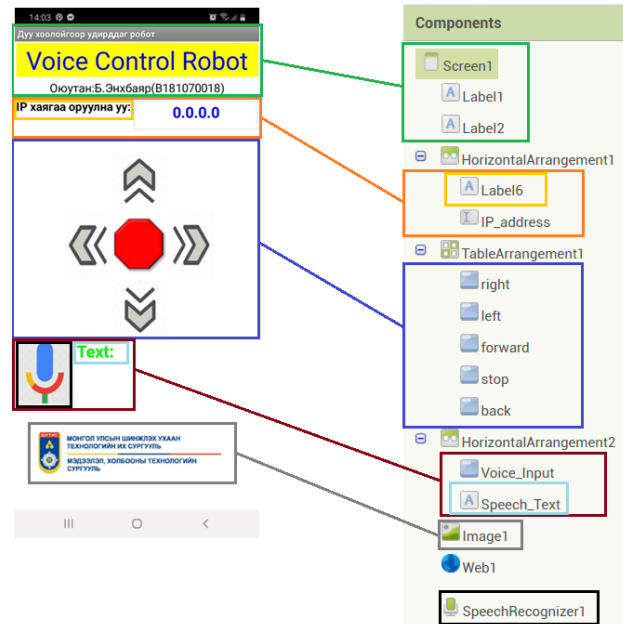 14:03
Дуу хоолойгоор удирддаг робот
Voice Control Robot
Оюутан:Б.Энхбаяр(B181070018)
IP хаягаа оруулна уу:
0.0.0.0
Text:
МОНГОЛ УЛСЫН ШИНЖЛЭХ УХААН
ТЕХНОЛОГИЙН ИХ СУРГУУЛЬ
МЭДЭЭЛЭЛ, ХОЛБООНЫ ТЕХНОЛОГИЙН
СУРГУУЛЬ
Components
Screen1
Label1
Label2
HorizontalArrangement1
Label6
IP_address
TableArrangement1
right
left
forward
stop
back
HorizontalArrangement2
Voice_Input
Speech_Text
Image1
Web1
SpeechRecognizer1